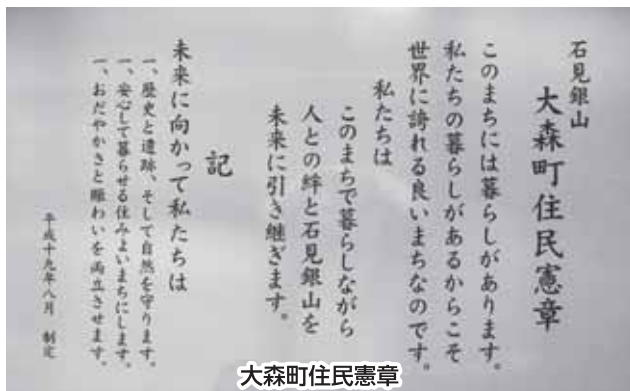 石見銀山
大森町住民憲章
このまちには暮らしがあります。
私たちの暮らしがあるからこそ
世界に誇れる良いまちなのです。
私たちは
このまちで暮らしながら
人との絆と石見銀山を
未来に引き継ぎます。
記
未来に向かって私たちは
一、歴史と遺跡、そして自然を守ります。
一、安心して暮らせる住みよいまちにします。
一、おだやかさと賑わいを両立させます。
平成十九年八月 制定
大森町住民憲章